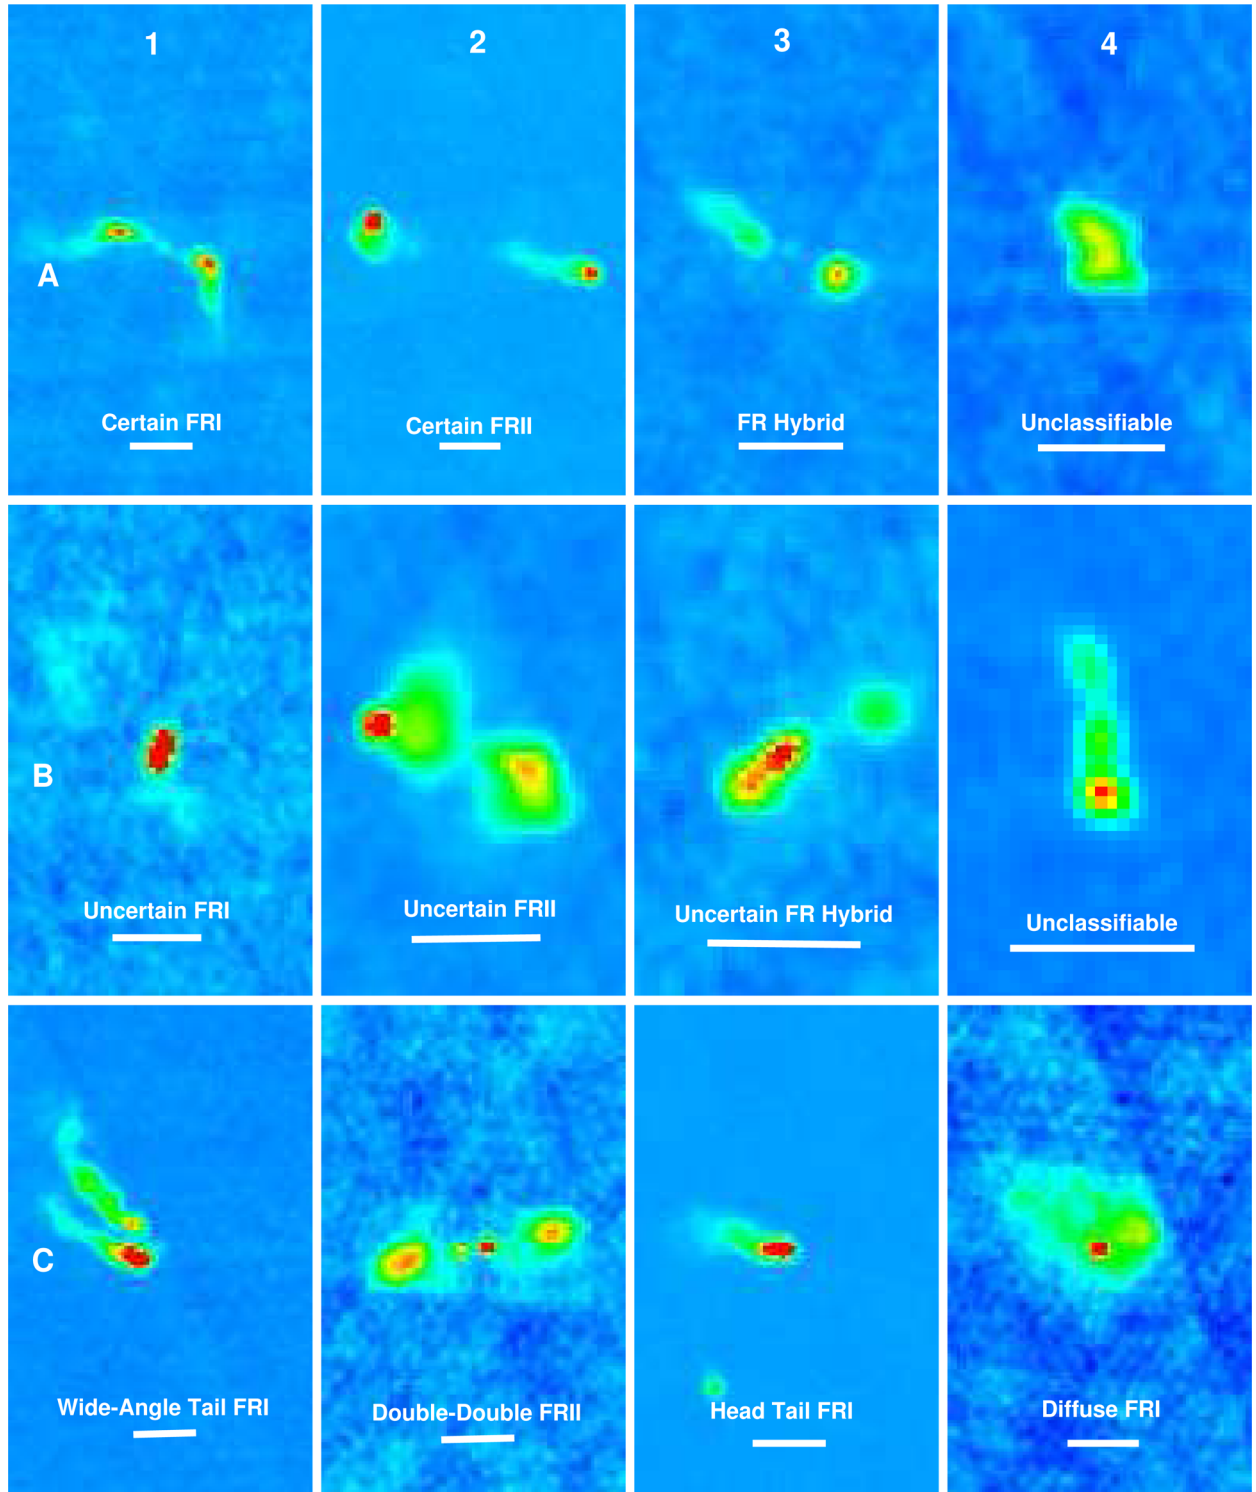 1
2
3
4
A
Certain FRI
Certain FRII
FR Hybrid
Unclassifiable
B
Uncertain FRI
Uncertain FRII
Uncertain FR Hybrid
Unclassifiable
C
Wide-Angle Tail FRI
Double-Double FRII
Head Tail FRI
Diffuse FRI